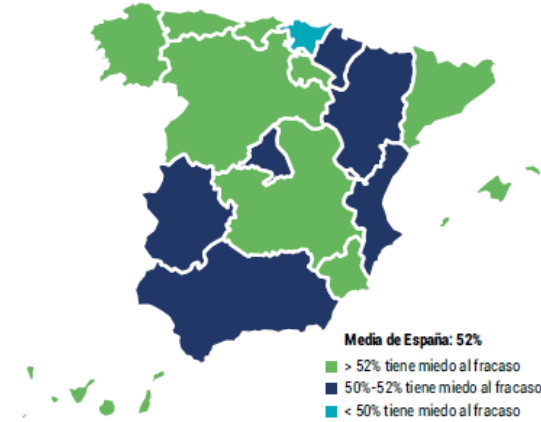 Media de España: 52%
> 52% tiene miedo al fracaso
50%-52% tiene miedo al fracaso
< 50% tiene miedo al fracaso